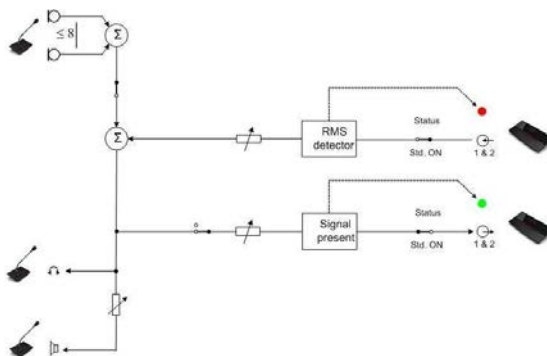 Σ
≤ 8
Σ
RMS
detector
Status
Std. ON
1 & 2
Signal
present
Status
Std. ON
1 & 2